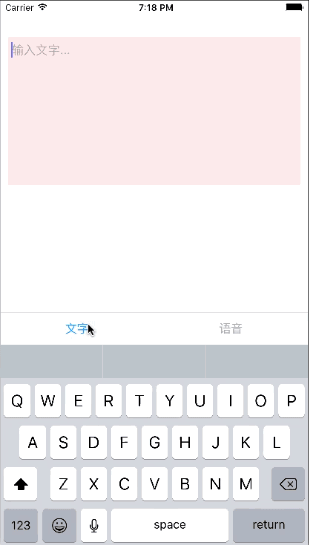 Carrier 7:18 PM
输入文字...
文字 语音
Q W E R T Y U I O P
A S D F G H J K L
Z X C V B N M
123 space return